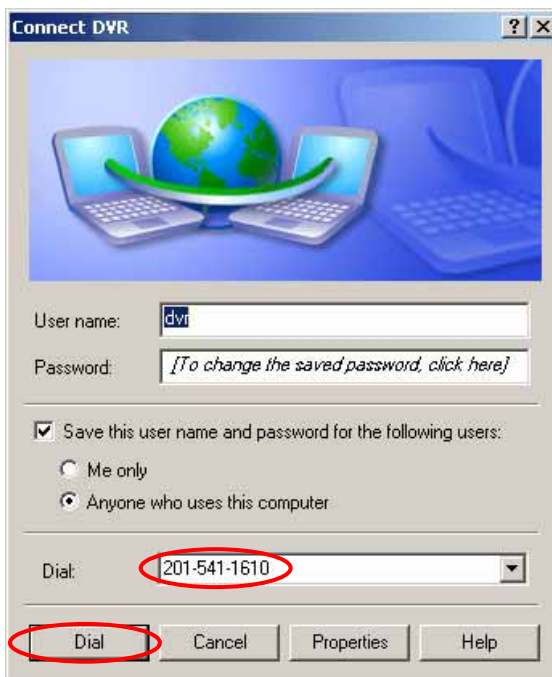 Connect DVR
User name: dvr
Password: [To change the saved password, click here]
Save this user name and password for the following users:
Me only
Anyone who uses this computer
Dial: 201-541-1610
Dial Cancel Properties Help